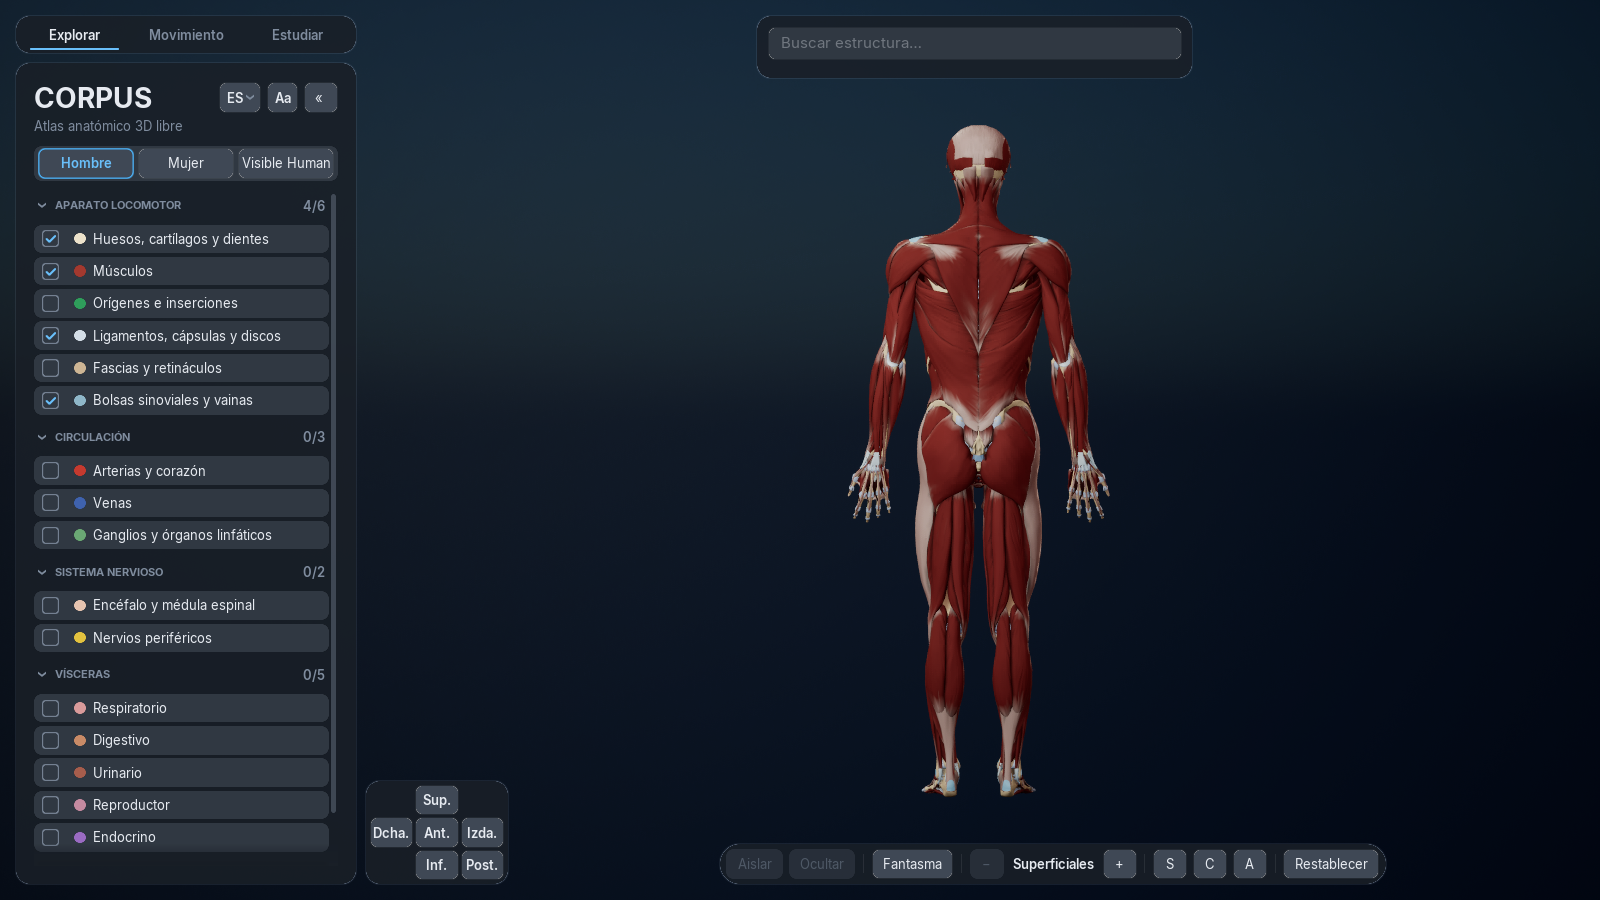 Explorar Movimiento Estudiar
Buscar estructura...
CORPUS
ES Aa «
Atlas anatómico 3D libre
Hombre Mujer Visible Human
APARATO LOCOMOTOR 4/6
Huesos, cartílagos y dientes
Músculos
Orígenes e inserciones
Ligamentos, cápsulas y discos
Fascias y retináculos
Bolsas sinoviales y vainas
CIRCULACIÓN 0/3
Arterias y corazón
Venas
Ganglios y órganos linfáticos
SISTEMA NERVIOSO 0/2
Encéfalo y médula espinal
Nervios periféricos
VÍSCERAS 0/5
Respiratorio
Digestivo
Urinario
Reproductor
Endocrino
Sup.
Dcha. Ant. Izda.
Inf. Post.
Aislar Ocultar Fantasma − Superficiales + S C A Restablecer